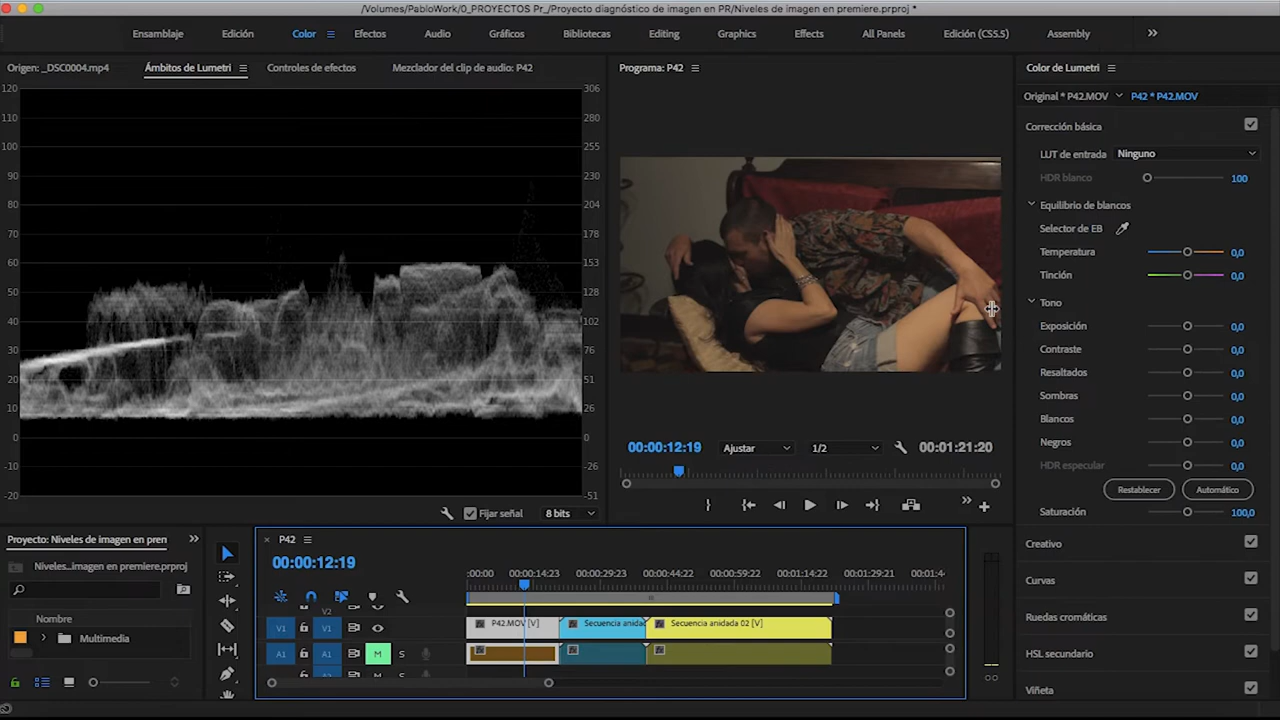 /Volumes/PabloWork/0_PROYECTOS Pr_/Proyecto diagnóstico de imagen en PR/Niveles de imagen en premiere.prproj *
Ensamblaje Edición Color Efectos Audio Gráficos Bibliotecas Editing Graphics Effects All Panels Edición (CS5.5) Assembly
Origen: _DSC0004.mp4 Ámbitos de Lumetri Controles de efectos Mezclador del clip de audio: P42
120 306
110 280
100 255
90 230
80 204
70 178
60 153
50 128
40 102
30 76
20 51
10 26
0 0
-10 -26
-20 -51
Fijar señal 8 bits
Programa: P42
00:00:12:19 Ajustar 1/2 00:01:21:20
Color de Lumetri
Original * P42.MOV P42 * P42.MOV
Corrección básica
LUT de entrada Ninguno
HDR blanco 100
Equilibrio de blancos
Selector de EB
Temperatura 0,0
Tinción 0,0
Tono
Exposición 0,0
Contraste 0,0
Resaltados 0,0
Sombras 0,0
Blancos 0,0
Negros 0,0
HDR especular 0,0
Restablecer Automático
Saturación 100,0
Creativo
Curvas
Ruedas cromáticas
HSL secundario
Viñeta
Proyecto: Niveles de imagen en pren
Niveles...imagen en premiere.prproj
Nombre
Multimedia
× P42
00:00:12:19
:00:00 00:00:14:23 00:00:29:23 00:00:44:22 00:00:59:22 00:01:14:22 00:01:29:21 00:01:44
V2
V1 V1 P42.MOV [V] Secuencia anida Secuencia anidada 02 [V]
A1 A1 M S
M S